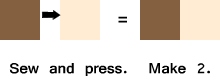 =
Sew and press. Make 2.